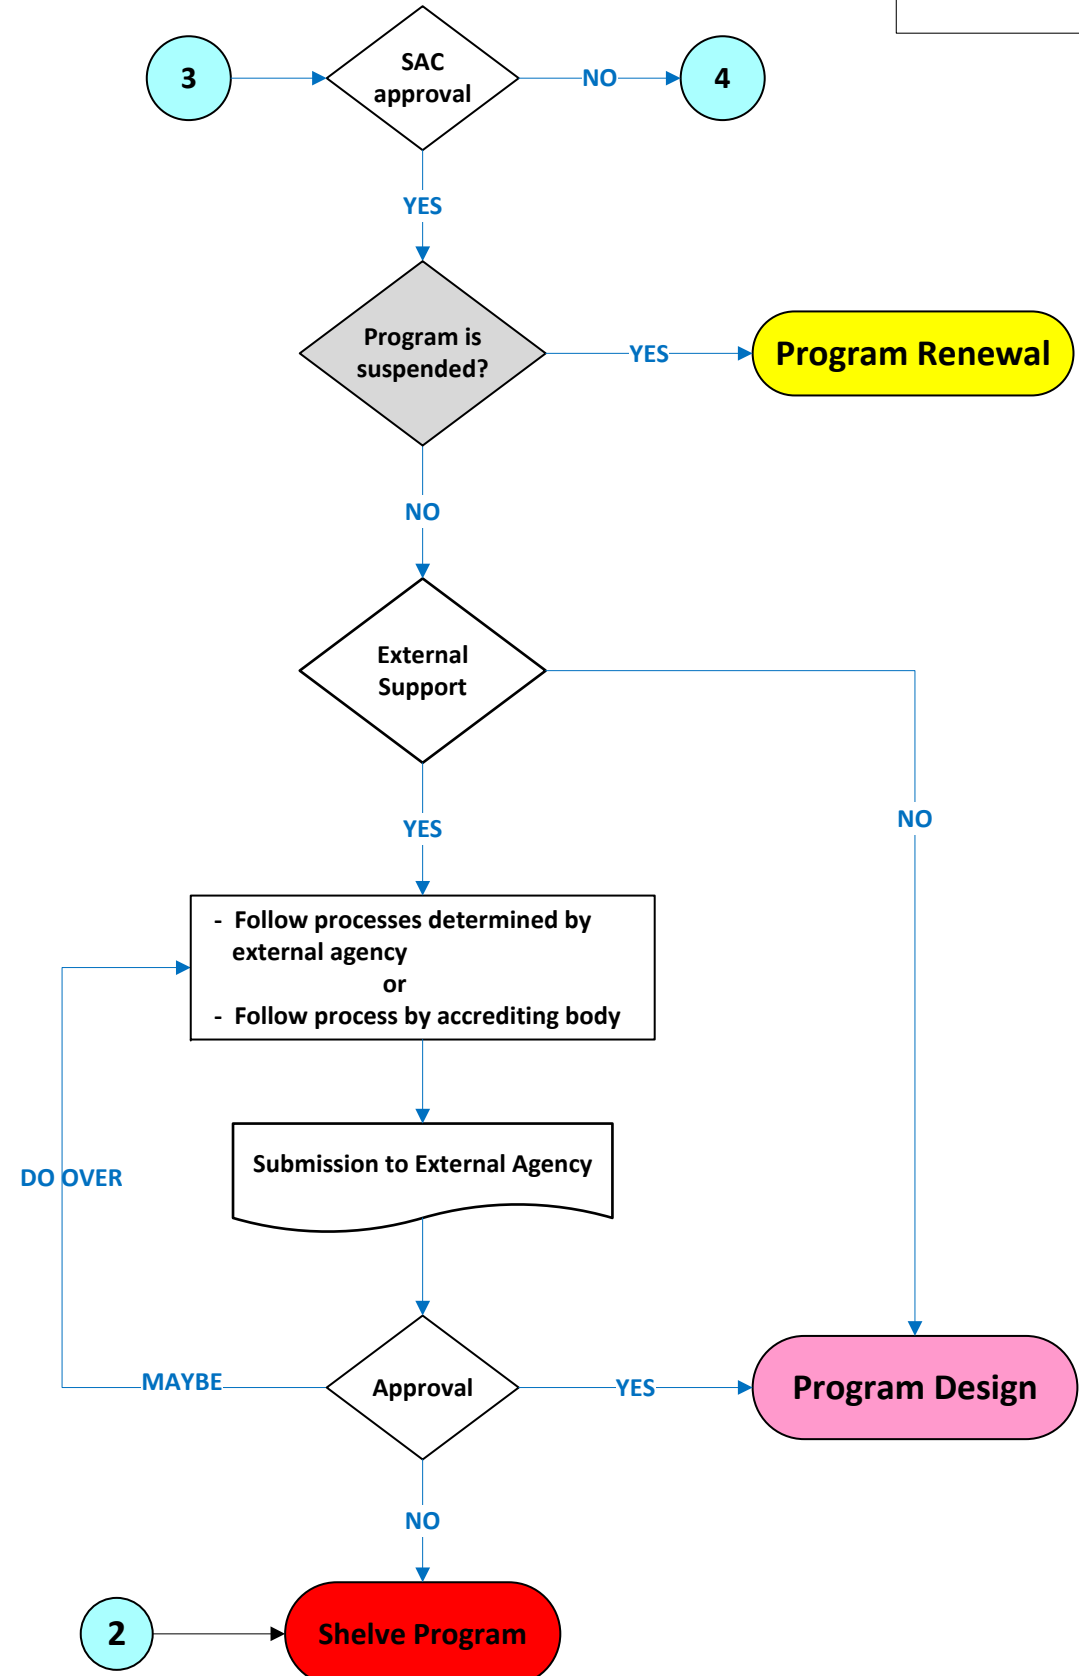 3
SAC
approval
NO
4
YES
Program is
suspended?
YES
Program Renewal
NO
External
Support
NO
YES
- Follow processes determined by
external agency
or
- Follow process by accrediting body
Submission to External Agency
DO OVER
MAYBE
Approval
YES
Program Design
NO
2
Shelve Program